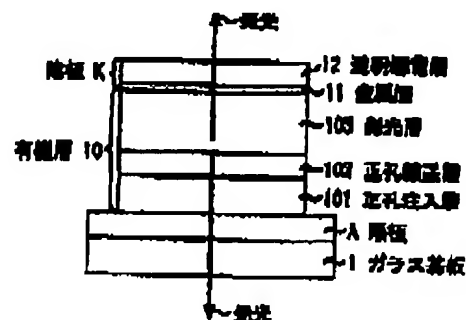 発光
陰極 K
12 透明導電層
11 金属層
103 発光層
有機層 10
102 正孔輸送層
101 正孔注入層
A 陽極
1 ガラス基板
発光